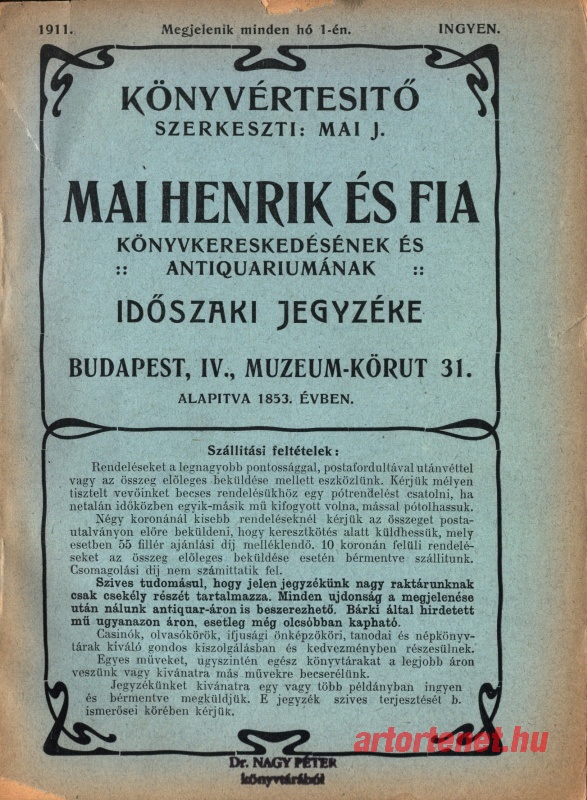 1911. Megjelenik minden hó 1-én. INGYEN.
KÖNYVÉRTESITŐ
SZERKESZTI: MAI J.
MAI HENRIK ÉS FIA
KÖNYVKERESKEDÉSÉNEK ÉS
:: ANTIQUARIUMÁNAK ::
IDŐSZAKI JEGYZÉKE
BUDAPEST, IV., MUZEUM-KÖRUT 31.
ALAPITVA 1853. ÉVBEN.
Szállitási feltételek:
Rendeléseket a legnagyobb pontossággal, postafordultával utánvéttel
vagy az összeg előleges beküldése mellett eszközlünk. Kérjük mélyen
tisztelt vevőinket becses rendelésükhöz egy pótrendelést csatolni, ha
netalán időközben egyik-másik mű kifogyott volna, mással pótolhassuk.
Négy koronánál kisebb rendeléseknél kérjük az összeget posta-
utalványon előre beküldeni, hogy keresztkötés alatt küldhessük, mely
esetben 55 fillér ajánlási díj melléklendő. 10 koronán felüli rendelé-
seket az összeg előleges beküldése esetén bérmentve szállitunk.
Csomagolási díj nem számittatik fel.
Szives tudomásul, hogy jelen jegyzékünk nagy raktárunknak
csak csekély részét tartalmazza. Minden ujdonság a megjelenése
után nálunk antiquar-áron is beszerezhető. Bárki által hirdetett
mű ugyanazon áron, esetleg még olcsóbban kapható.
Casinók, olvasókörök, ifjusági önképzőköri, tanodai és népkönyv-
tárak kiváló gondos kiszolgálásban és kedvezményben részesülnek.
Egyes műveket, ugyszintén egész könyvtárakat a legjobb áron
veszünk vagy kivánatra más művekre becserélünk.
Jegyzékünket kivánatra egy vagy több példányban ingyen
és bérmentve megküldjük. E jegyzék szives terjesztését b.
ismerősei körében kérjük.
artortenet.hu
Dr. NAGY PÉTER
könyvtárából